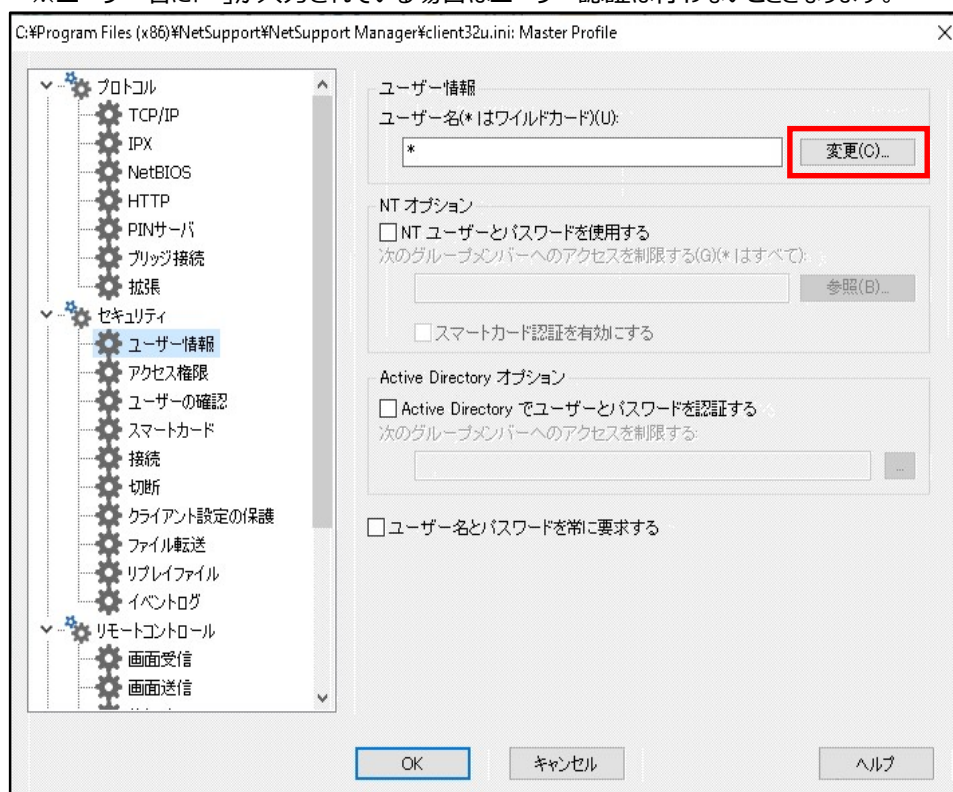 C:¥Program Files (x86)¥NetSupport¥NetSupport Manager¥client32u.ini: Master Profile
プロトコル
TCP/IP
IPX
NetBIOS
HTTP
PINサーバ
ブリッジ接続
拡張
セキュリティ
ユーザー情報
アクセス権限
ユーザーの確認
スマートカード
接続
切断
クライアント設定の保護
ファイル転送
リプレイファイル
イベントログ
リモートコントロール
画面受信
画面送信
ユーザー情報
ユーザー名(* はワイルドカード)(U):
*
変更(C)...
NT オプション
NT ユーザーとパスワードを使用する
次のグループメンバーへのアクセスを制限する(G)(* はすべて):
参照(B)...
スマートカード認証を有効にする
Active Directory オプション
Active Directory でユーザーとパスワードを認証する
次のグループメンバーへのアクセスを制限する:
...
ユーザー名とパスワードを常に要求する
OK
キャンセル
ヘルプ